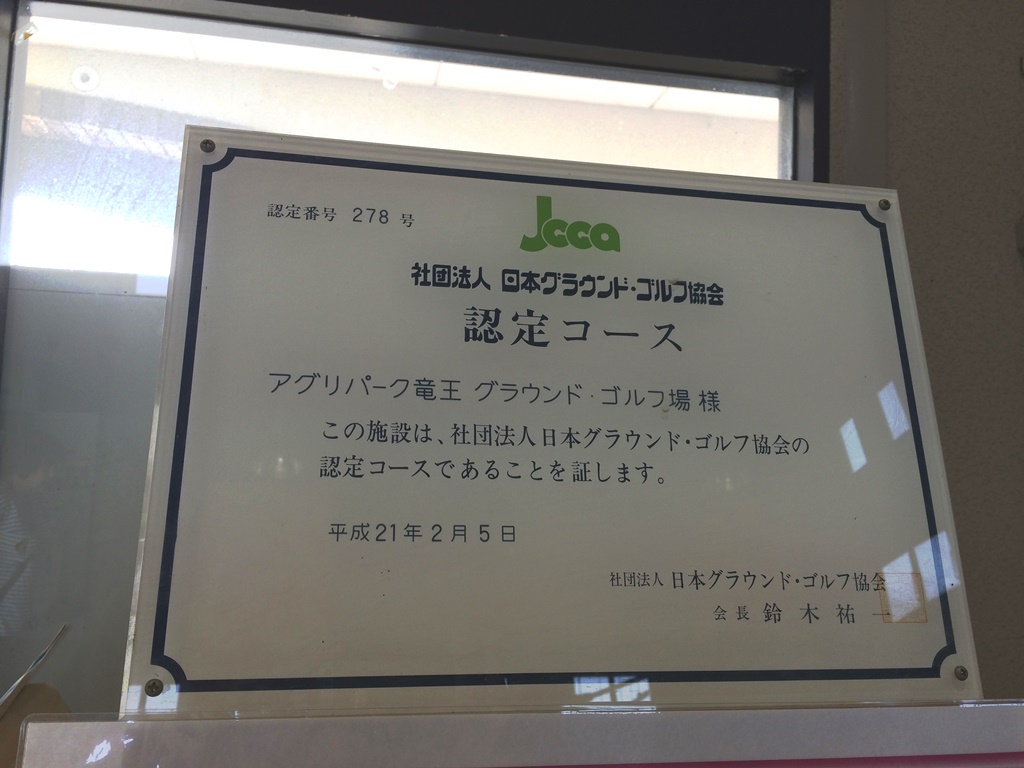 認定番号 278 号
Jcca
社団法人 日本グラウンド・ゴルフ協会
認定コース
アグリパーク竜王 グラウンド・ゴルフ場 様
この施設は、社団法人日本グラウンド・ゴルフ協会の
認定コースであることを証します。
平成21年2月5日
社団法人 日本グラウンド・ゴルフ協会
会長 鈴木祐一